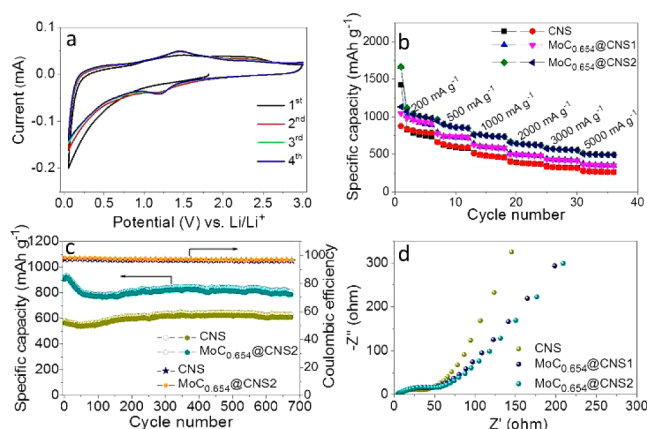 a
0.1
0.0
-0.1
-0.2
Current (mA)
1st
2nd
3rd
4th
0.0 0.5 1.0 1.5 2.0 2.5 3.0
Potential (V) vs. Li/Li+
b
CNS
MoC0.654@CNS1
MoC0.654@CNS2
2000
1500
1000
500
0
Specific capacity (mAh g-1)
200 mA g-1
500 mA g-1
1000 mA g-1
2000 mA g-1
3000 mA g-1
5000 mA g-1
0 10 20 30 40
Cycle number
c
1200
1000
800
600
400
200
0
Specific capacity (mAh g-1)
100
80
60
40
20
0
Coulombic efficiency
CNS
MoC0.654@CNS2
CNS
MoC0.654@CNS2
0 100 200 300 400 500 600 700
Cycle number
d
300
200
100
0
-Z'' (ohm)
CNS
MoC0.654@CNS1
MoC0.654@CNS2
0 50 100 150 200 250 300
Z' (ohm)